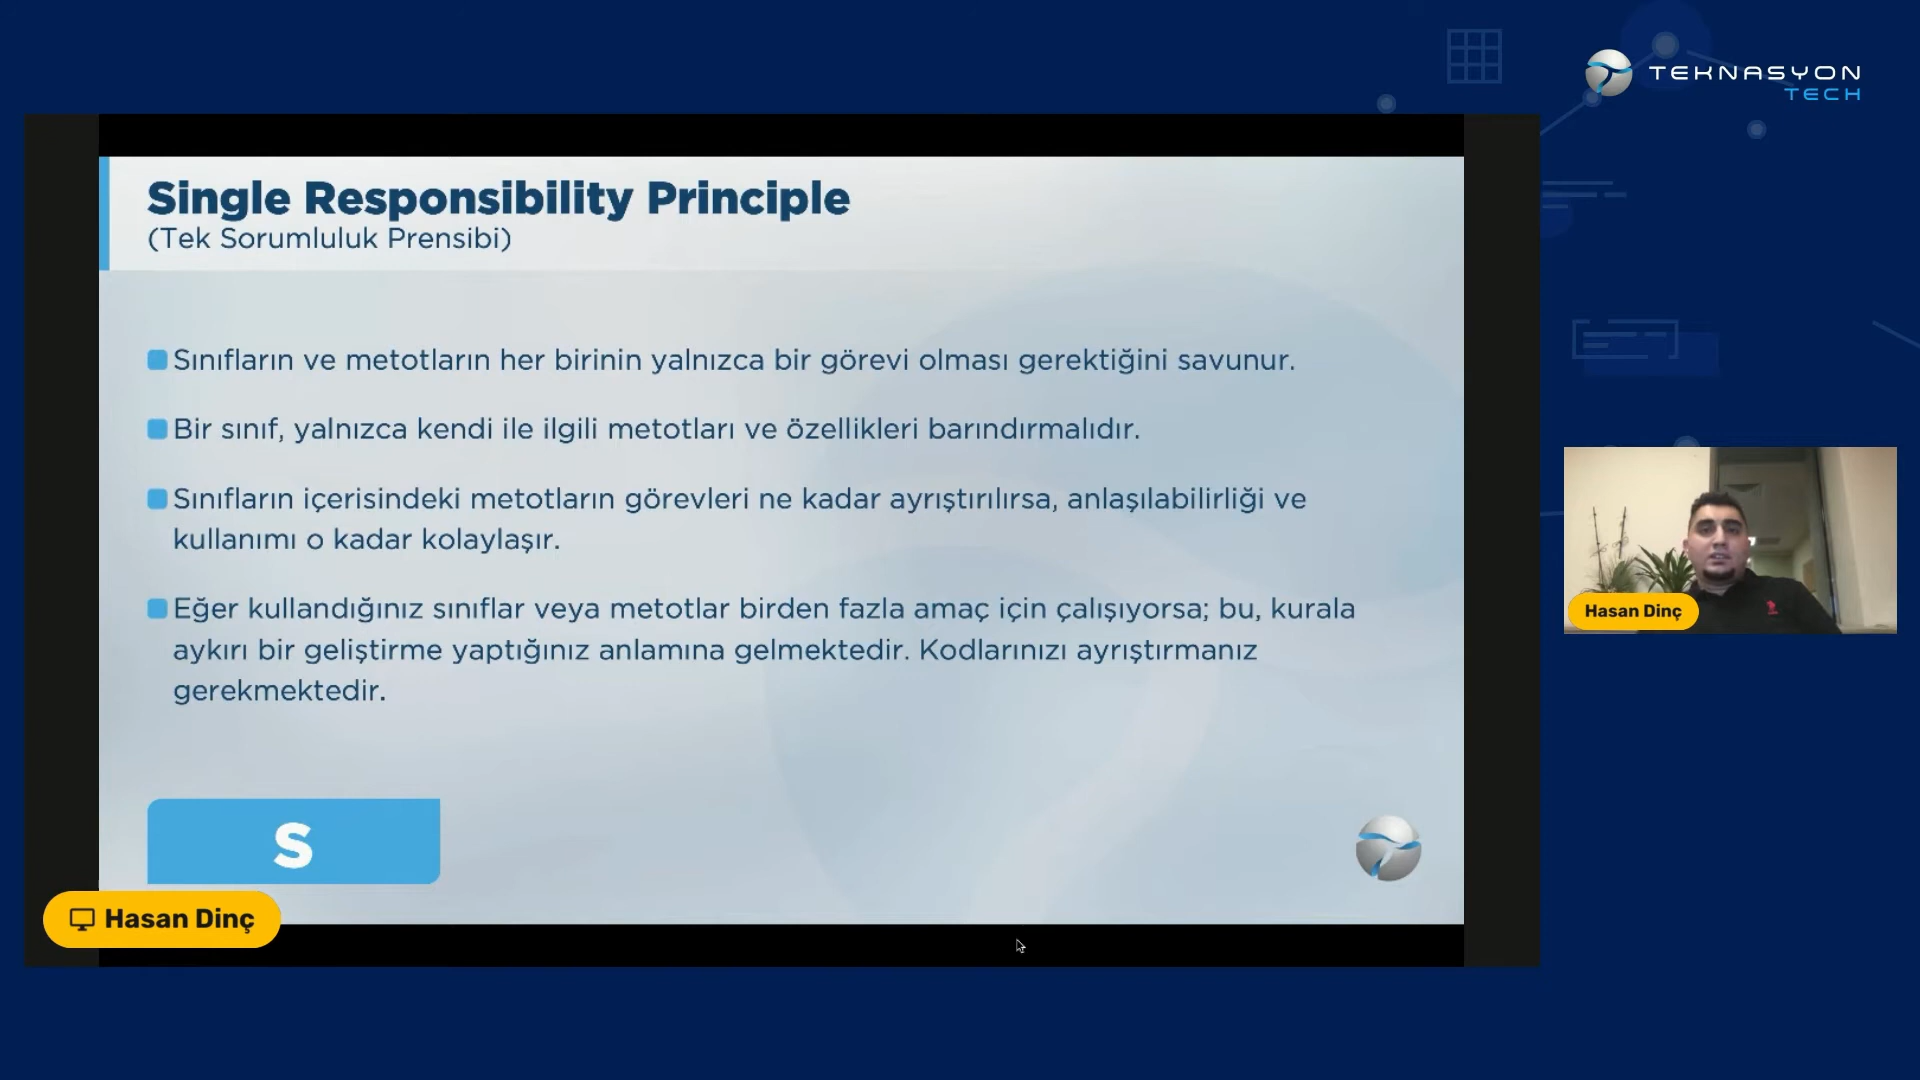 TEKNASYON
TECH
Single Responsibility Principle
(Tek Sorumluluk Prensibi)
Sınıfların ve metotların her birinin yalnızca bir görevi olması gerektiğini savunur.
Bir sınıf, yalnızca kendi ile ilgili metotları ve özellikleri barındırmalıdır.
Sınıfların içerisindeki metotların görevleri ne kadar ayrıştırılırsa, anlaşılabilirliği ve
kullanımı o kadar kolaylaşır.
Eğer kullandığınız sınıflar veya metotlar birden fazla amaç için çalışıyorsa; bu, kurala
aykırı bir geliştirme yaptığınız anlamına gelmektedir. Kodlarınızı ayrıştırmanız
gerekmektedir.
S
Hasan Dinç
Hasan Dinç